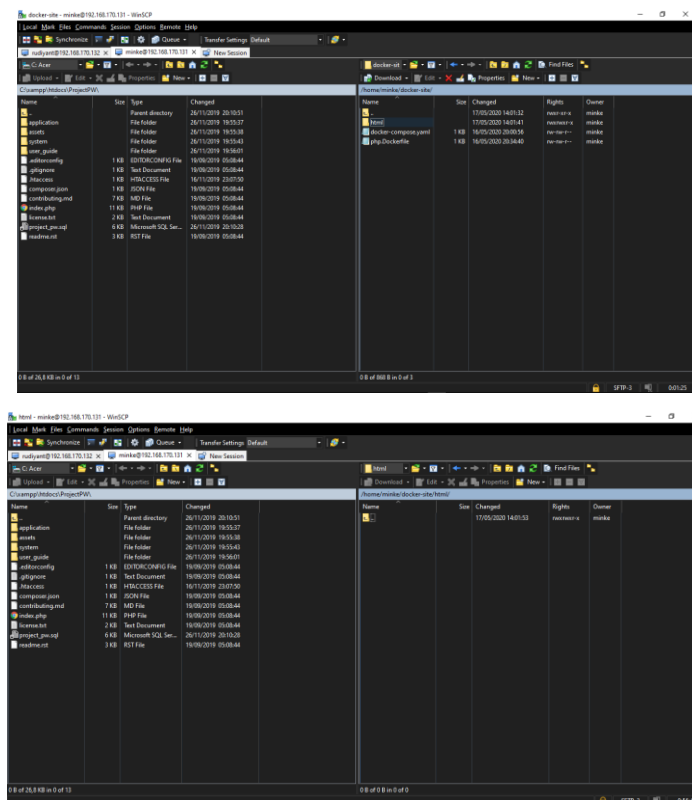 docker-site - minke@192.168.170.131 - WinSCP
Local Mark Files Commands Session Options Remote Help
Synchronize Queue Transfer Settings Default
rudiyant@192.168.170.132 × minke@192.168.170.131 × New Session
C: Acer docker-sit Find Files
Upload Edit Properties New Download Edit Properties New
C:\xampp\htdocs\ProjectPW\ /home/minke/docker-site/
Name Size Type Changed Name Size Changed Rights Owner
.. Parent directory 26/11/2019 20:10:51 .. 17/05/2020 14:01:32 rwxr-xr-x minke
application File folder 26/11/2019 19:55:37 html 17/05/2020 14:01:41 rwxrwxr-x minke
assets File folder 26/11/2019 19:55:38 docker-compose.yaml 1 KB 16/05/2020 20:00:56 rw-rw-r-- minke
system File folder 26/11/2019 19:55:43 php.Dockerfile 1 KB 16/05/2020 20:34:40 rw-rw-r-- minke
user_guide File folder 26/11/2019 19:56:01
.editorconfig 1 KB EDITORCONFIG File 19/09/2019 05:08:44
.gitignore 1 KB Text Document 19/09/2019 05:08:44
.htaccess 1 KB HTACCESS File 16/11/2019 23:07:50
composer.json 1 KB JSON File 19/09/2019 05:08:44
contributing.md 7 KB MD File 19/09/2019 05:08:44
index.php 11 KB PHP File 19/09/2019 05:08:44
license.txt 2 KB Text Document 19/09/2019 05:08:44
project_pw.sql 6 KB Microsoft SQL Ser... 26/11/2019 20:10:28
readme.rst 3 KB RST File 19/09/2019 05:08:44
0 B of 26,8 KB in 0 of 13 0 B of 868 B in 0 of 3
SFTP-3 0:01:25
html - minke@192.168.170.131 - WinSCP
Local Mark Files Commands Session Options Remote Help
Synchronize Queue Transfer Settings Default
rudiyant@192.168.170.132 × minke@192.168.170.131 × New Session
C: Acer html Find Files
Upload Edit Properties New Download Edit Properties New
C:\xampp\htdocs\ProjectPW\ /home/minke/docker-site/html/
Name Size Type Changed Name Size Changed Rights Owner
.. Parent directory 26/11/2019 20:10:51 .. 17/05/2020 14:01:53 rwxrwxr-x minke
application File folder 26/11/2019 19:55:37
assets File folder 26/11/2019 19:55:38
system File folder 26/11/2019 19:55:43
user_guide File folder 26/11/2019 19:56:01
.editorconfig 1 KB EDITORCONFIG File 19/09/2019 05:08:44
.gitignore 1 KB Text Document 19/09/2019 05:08:44
.htaccess 1 KB HTACCESS File 16/11/2019 23:07:50
composer.json 1 KB JSON File 19/09/2019 05:08:44
contributing.md 7 KB MD File 19/09/2019 05:08:44
index.php 11 KB PHP File 19/09/2019 05:08:44
license.txt 2 KB Text Document 19/09/2019 05:08:44
project_pw.sql 6 KB Microsoft SQL Ser... 26/11/2019 20:10:28
readme.rst 3 KB RST File 19/09/2019 05:08:44
0 B of 26,8 KB in 0 of 13 0 B of 0 B in 0 of 0